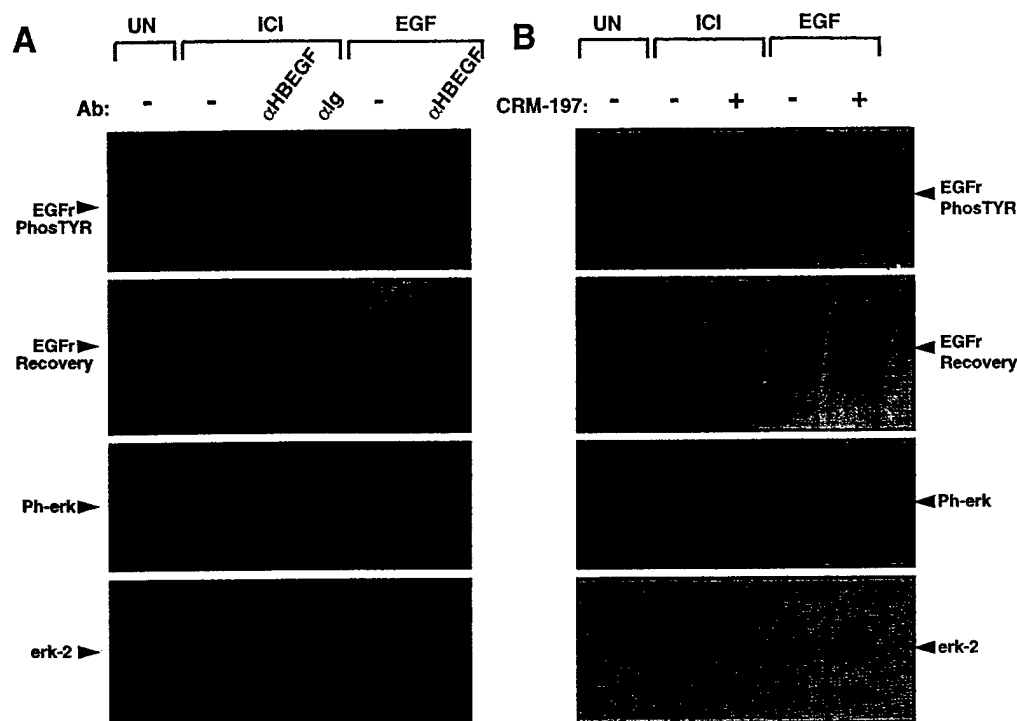 A
UN ICI EGF
Ab: - - αHBEGF αIg - αHBEGF
EGFr
PhosTYR
EGFr
Recovery
Ph-erk
erk-2
B
UN ICI EGF
CRM-197: - - + - +
EGFr
PhosTYR
EGFr
Recovery
Ph-erk
erk-2